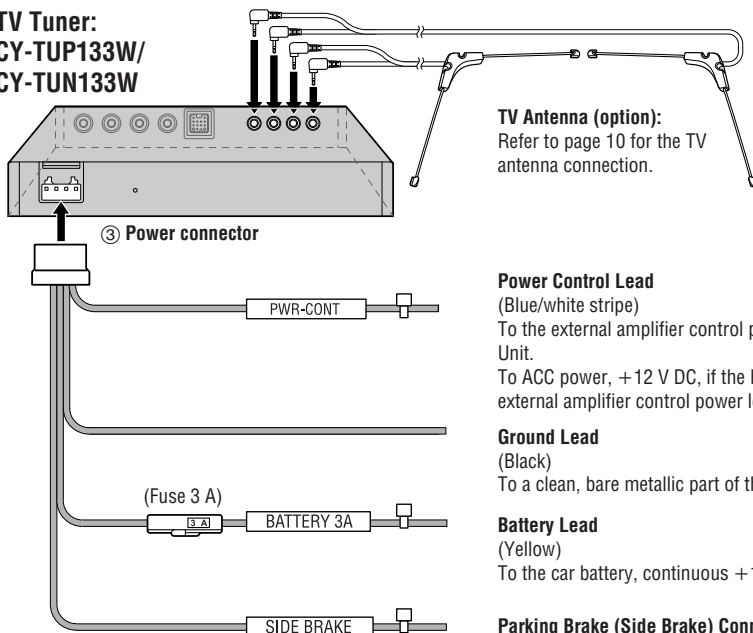 TV Tuner:
CY-TUP133W/
CY-TUN133W
TV Antenna (option):
Refer to page 10 for the TV
antenna connection.
③ Power connector
PWR-CONT
Power Control Lead
(Blue/white stripe)
To the external amplifier control
Unit.
To ACC power, +12 V DC, if the
external amplifier control power
Ground Lead
(Black)
To a clean, bare metallic part of
(Fuse 3 A)
3 A
BATTERY 3A
Battery Lead
(Yellow)
To the car battery, continuous
SIDE BRAKE
Parking Brake (Side Brake)